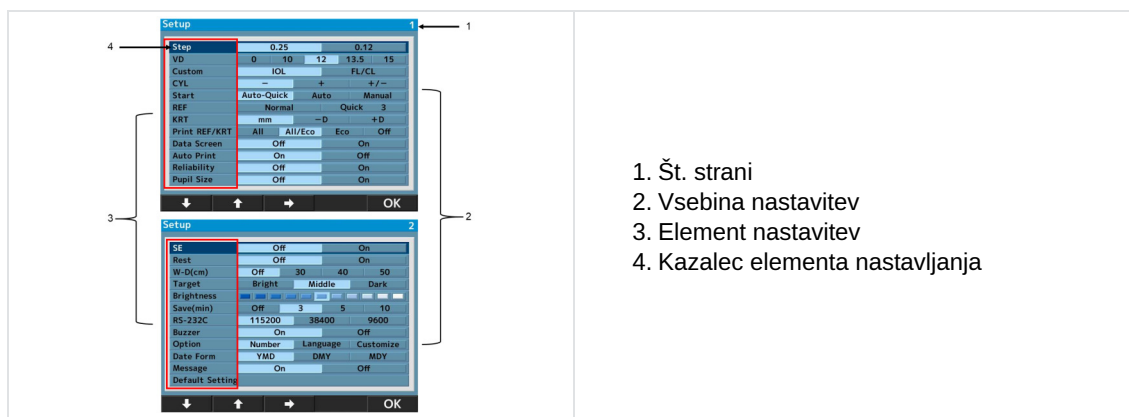 Setup 1
1
4
Step 0.25 0.12
VD 0 10 12 13.5 15
Custom IOL FL/CL
CYL − + +/−
Start Auto-Quick Auto Manual
REF Normal Quick 3
KRT mm −D +D
Print REF/KRT All All/Eco Eco Off
Data Screen Off On
Auto Print On Off
Reliability Off On
Pupil Size Off On
OK
3
2
Setup 2
SE Off On
Rest Off On
W-D(cm) Off 30 40 50
Target Bright Middle Dark
Brightness
Save(min) Off 3 5 10
RS-232C 115200 38400 9600
Buzzer On Off
Option Number Language Customize
Date Form YMD DMY MDY
Message On Off
Default Setting
OK
1. Št. strani
2. Vsebina nastavitev
3. Element nastavitev
4. Kazalec elementa nastavljanja